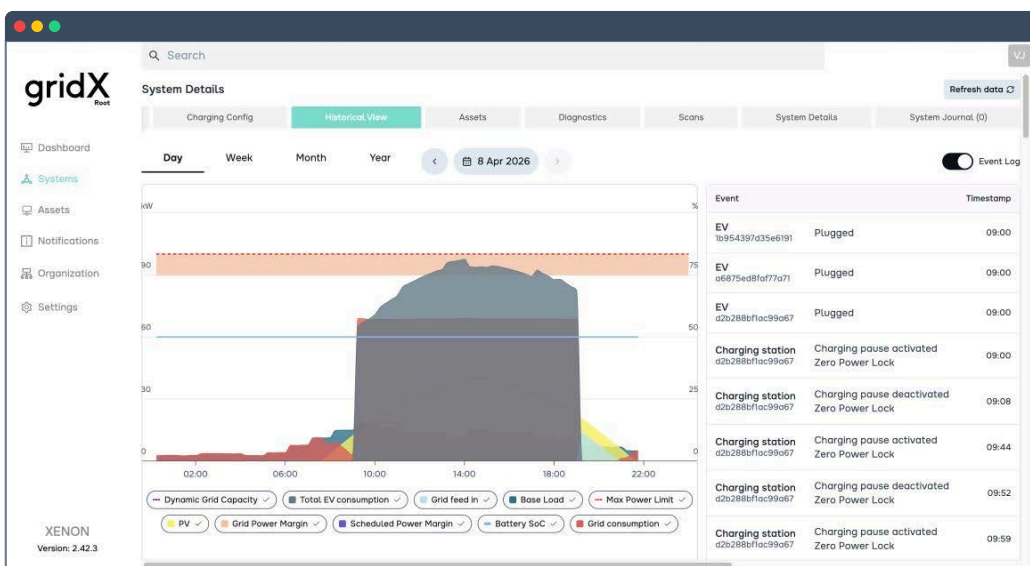 Search
VJ
gridX
Root
System Details
Refresh data
Charging Config
Historical View
Assets
Diagnostics
Scans
System Details
System Journal (0)
Dashboard
Systems
Assets
Notifications
Organization
Settings
XENON
Version: 2.42.3
Day
Week
Month
Year
8 Apr 2026
Event Log
kW
%
90
75
60
50
30
25
0
0
02:00
06:00
10:00
14:00
18:00
22:00
Dynamic Grid Capacity
Total EV consumption
Grid feed in
Base Load
Max Power Limit
PV
Grid Power Margin
Scheduled Power Margin
Battery SoC
Grid consumption
Event Timestamp
EV
1b954397d35e6191 Plugged 09:00
EV
a6875ed8faf77a71 Plugged 09:00
EV
d2b288bf1ac99a67 Plugged 09:00
Charging station Charging pause activated
d2b288bf1ac99a67 Zero Power Lock 09:00
Charging station Charging pause deactivated
d2b288bf1ac99a67 Zero Power Lock 09:08
Charging station Charging pause activated
d2b288bf1ac99a67 Zero Power Lock 09:44
Charging station Charging pause deactivated
d2b288bf1ac99a67 Zero Power Lock 09:52
Charging station Charging pause activated
d2b288bf1ac99a67 Zero Power Lock 09:59